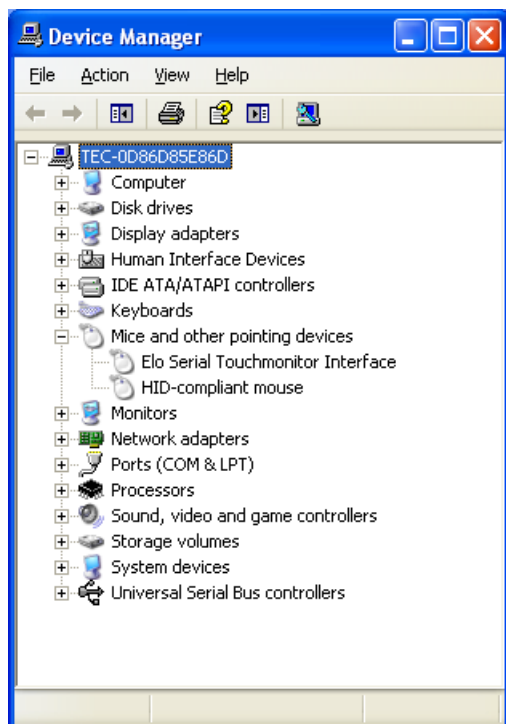 Device Manager
File Action View Help
TEC-0D86D85E86D
Computer
Disk drives
Display adapters
Human Interface Devices
IDE ATA/ATAPI controllers
Keyboards
Mice and other pointing devices
Elo Serial Touchmonitor Interface
HID-compliant mouse
Monitors
Network adapters
Ports (COM & LPT)
Processors
Sound, video and game controllers
Storage volumes
System devices
Universal Serial Bus controllers